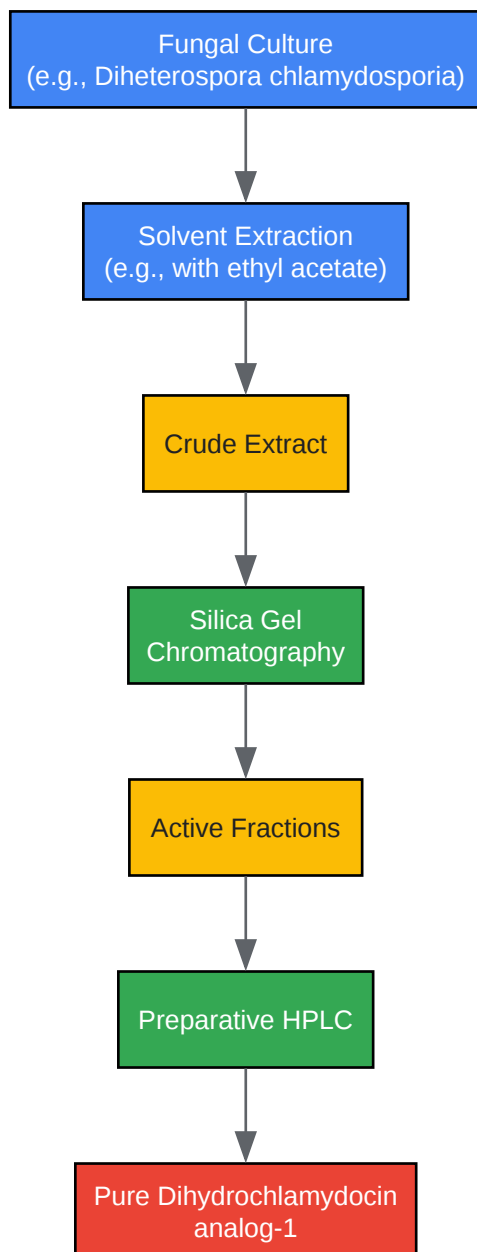 Fungal Culture
(e.g., Diheterospora chlamydosporia)
Solvent Extraction
(e.g., with ethyl acetate)
Crude Extract
Silica Gel
Chromatography
Active Fractions
Preparative HPLC
Pure Dihydrochlamydocin
analog-1